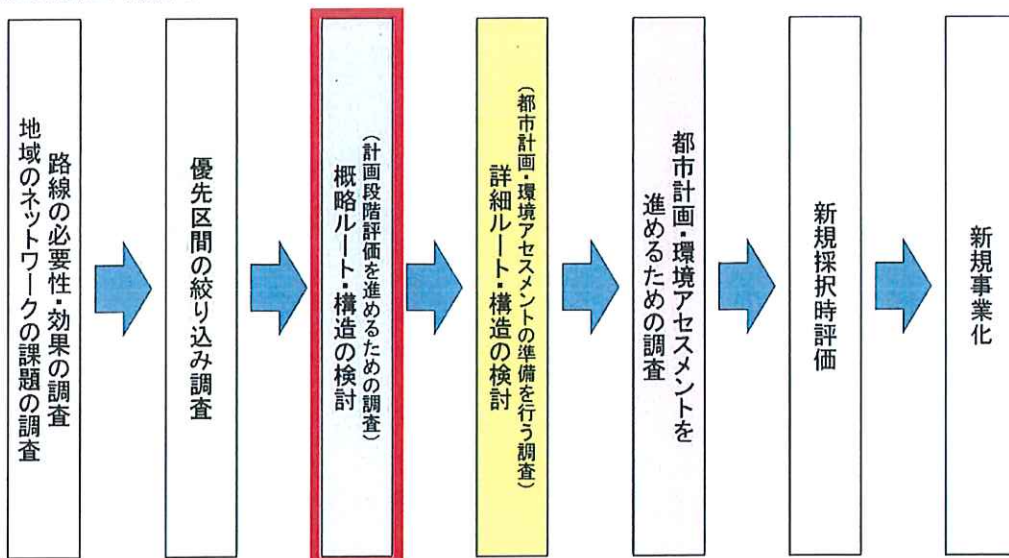 路線の必要性・効果の調査
地域のネットワークの課題の調査
優先区間の絞り込み調査
（計画段階評価を進めるための調査）
概略ルート・構造の検討
（都市計画・環境アセスメントの準備を行う調査）
詳細ルート・構造の検討
都市計画・環境アセスメントを
進めるための調査
新規採択時評価
新規事業化